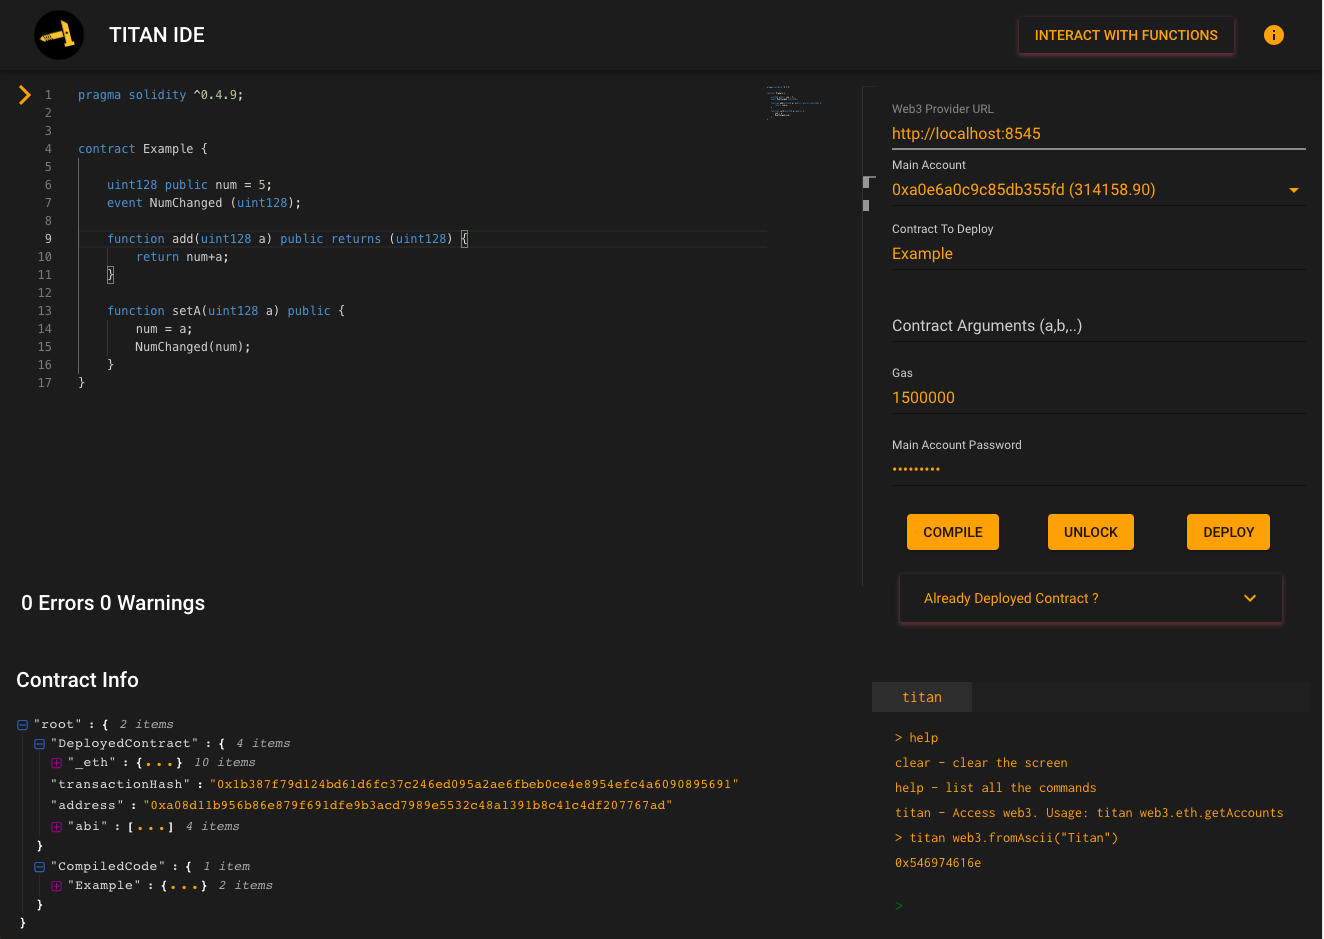 TITAN IDE
INTERACT WITH FUNCTIONS
1 pragma solidity ^0.4.9;
2
3
4 contract Example {
5
6 uint128 public num = 5;
7 event NumChanged (uint128);
8
9 function add(uint128 a) public returns (uint128) {
10 return num+a;
11 }
12
13 function setA(uint128 a) public {
14 num = a;
15 NumChanged(num);
16 }
17 }
0 Errors 0 Warnings
Contract Info
"root" : { 2 items
"DeployedContract" : { 4 items
"_eth" : {...} 10 items
"transactionHash" : "0x1b387f79d124bd61d6fc37c246ed095a2ae6fbeb0ce4e8954efc4a6090895691"
"address" : "0xa08d11b956b86e879f691dfe9b3acd7989e5532c48a1391b8c41c4df207767ad"
"abi" : [...] 4 items
}
"CompiledCode" : { 1 item
"Example" : {...} 2 items
}
}
Web3 Provider URL
http://localhost:8545
Main Account
0xa0e6a0c9c85db355fd (314158.90)
Contract To Deploy
Example
Contract Arguments (a,b,..)
Gas
1500000
Main Account Password
•••••••••
COMPILE UNLOCK DEPLOY
Already Deployed Contract ?
titan
> help
clear - clear the screen
help - list all the commands
titan - Access web3. Usage: titan web3.eth.getAccounts
> titan web3.fromAscii("Titan")
0x546974616e
>